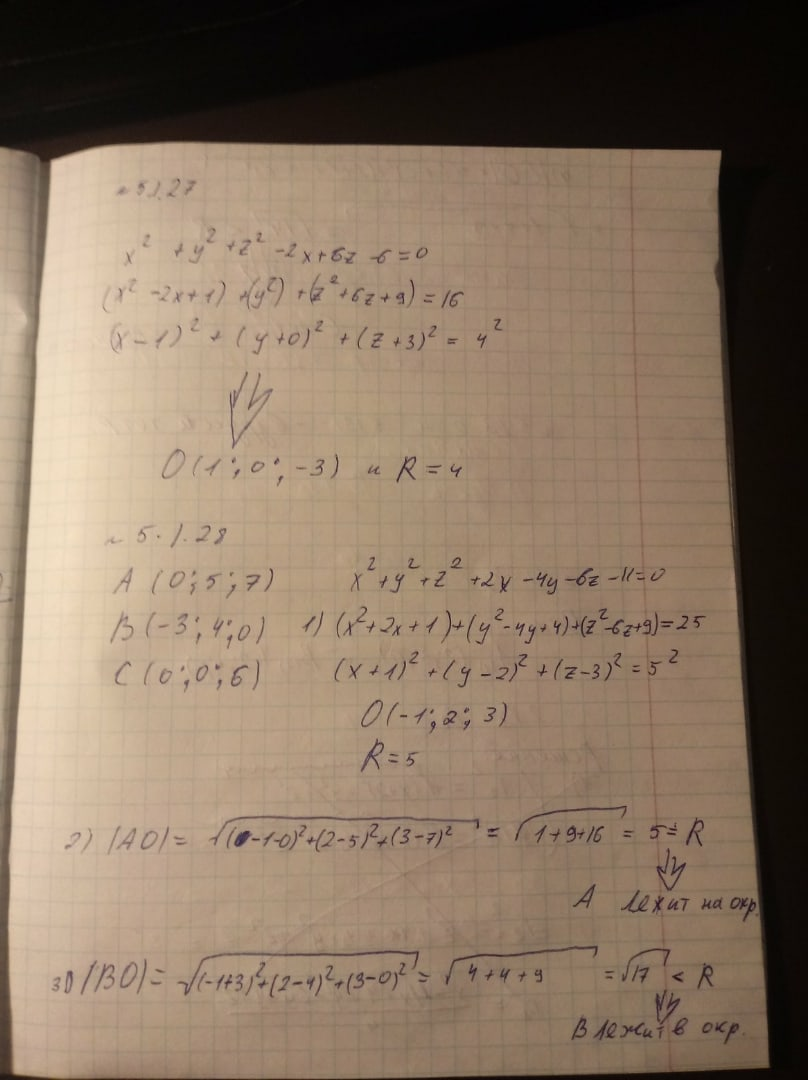 № 5.1.27
x² + y² + z² - 2x + 6z - 6 = 0
(x² - 2x + 1) + (y²) + (z² + 6z + 9) = 16
(x - 1)² + (y + 0)² + (z + 3)² = 4²
O(1; 0; -3) и R = 4
№ 5.1.28
A (0; 5; 7) x² + y² + z² + 2x - 4y - 6z - 11 = 0
B (-3; 4; 0) 1) (x² + 2x + 1) + (y² - 4y + 4) + (z² - 6z + 9) = 25
C (0; 0; 6) (x + 1)² + (y - 2)² + (z - 3)² = 5²
O(-1; 2; 3)
R = 5
2) |AO| = √((-1-0)² + (2-5)² + (3-7)²) = √(1+9+16) = 5 = R
A лежит на окр.
3) |BO| = √((-1+3)² + (2-4)² + (3-0)²) = √(4+4+9) = √17 < R
B лежит в окр.